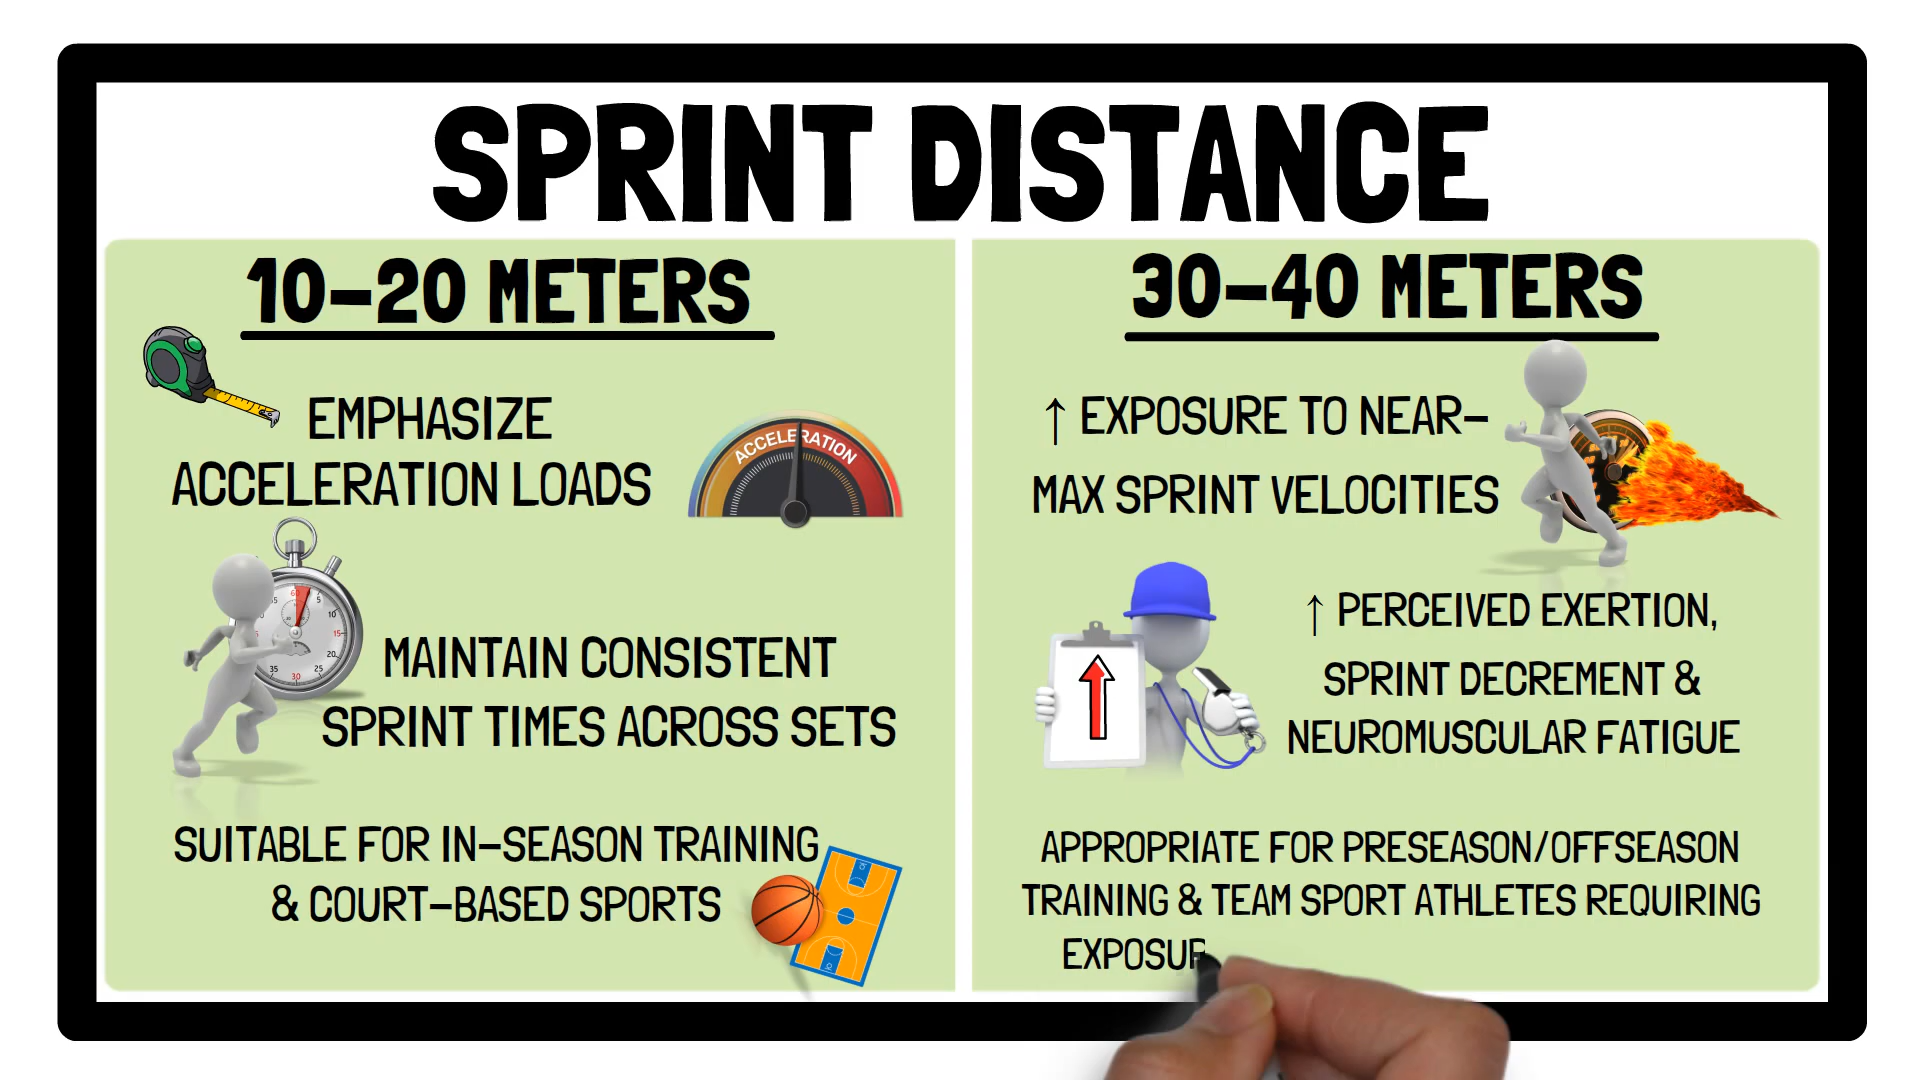 SPRINT DISTANCE
10-20 METERS
EMPHASIZE
ACCELERATION LOADS
ACCELERATION
MAINTAIN CONSISTENT
SPRINT TIMES ACROSS SETS
SUITABLE FOR IN-SEASON TRAINING
& COURT-BASED SPORTS
30-40 METERS
↑ EXPOSURE TO NEAR-
MAX SPRINT VELOCITIES
↑ PERCEIVED EXERTION,
SPRINT DECREMENT &
NEUROMUSCULAR FATIGUE
APPROPRIATE FOR PRESEASON/OFFSEASON
TRAINING & TEAM SPORT ATHLETES REQUIRING
EXPOSUR